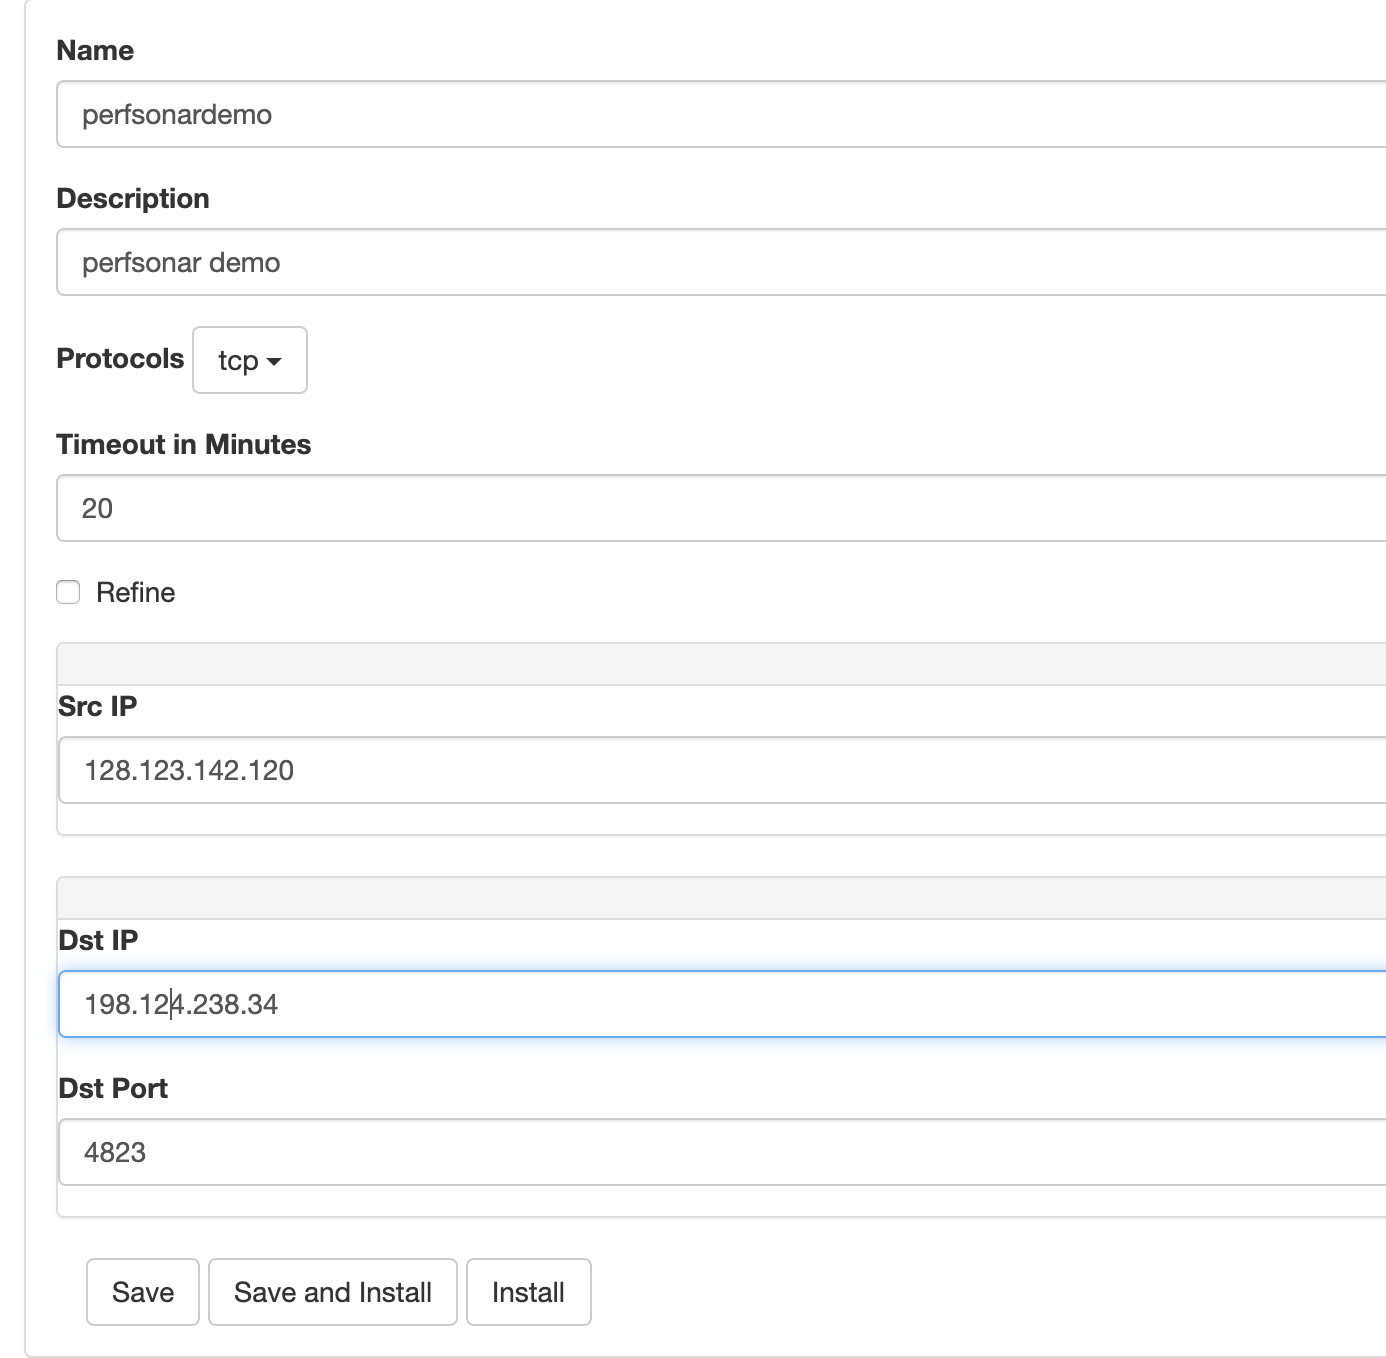 Name
perfsonardemo
Description
perfsonar demo
Protocols tcp
Timeout in Minutes
20
Refine
Src IP
128.123.142.120
Dst IP
198.124.238.34
Dst Port
4823
Save Save and Install Install